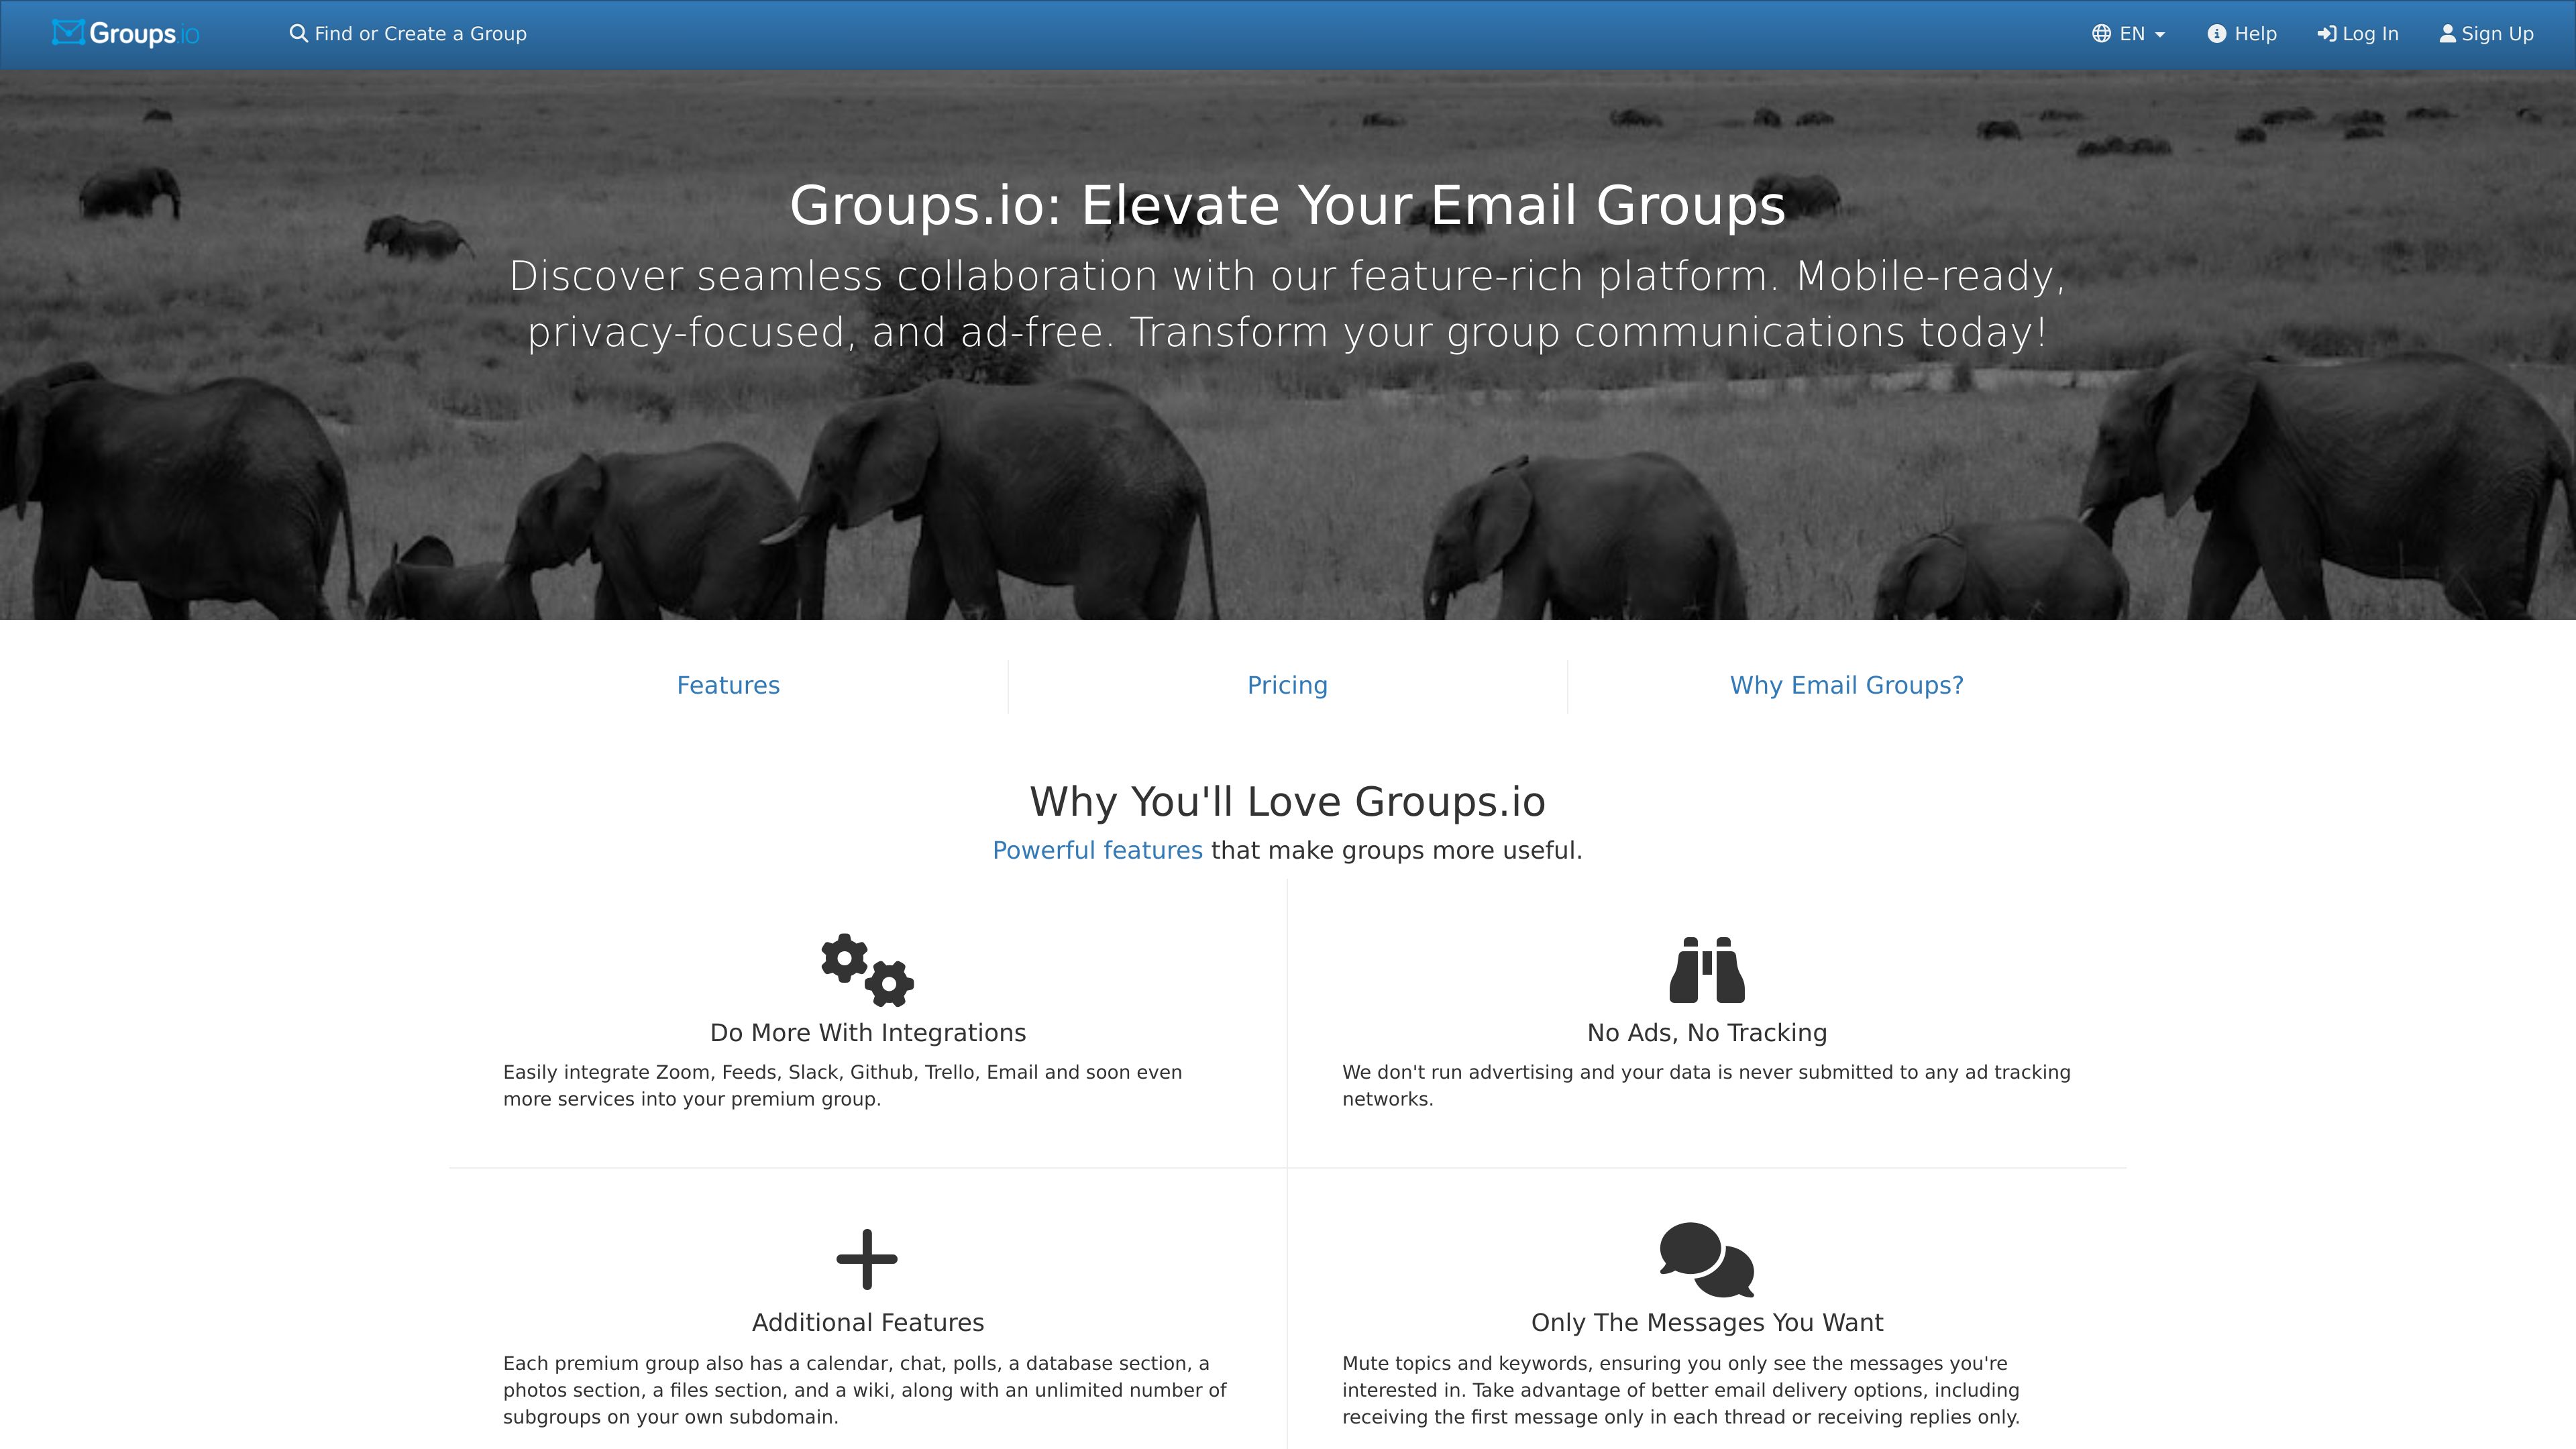 Groups.io
Find or Create a Group
EN
Help
Log In
Sign Up
Groups.io: Elevate Your Email Groups
Discover seamless collaboration with our feature-rich platform. Mobile-ready,
privacy-focused, and ad-free. Transform your group communications today!
Features
Pricing
Why Email Groups?
Why You'll Love Groups.io
Powerful features that make groups more useful.
Do More With Integrations
Easily integrate Zoom, Feeds, Slack, Github, Trello, Email and soon even
more services into your premium group.
No Ads, No Tracking
We don't run advertising and your data is never submitted to any ad tracking
networks.
Additional Features
Each premium group also has a calendar, chat, polls, a database section, a
photos section, a files section, and a wiki, along with an unlimited number of
subgroups on your own subdomain.
Only The Messages You Want
Mute topics and keywords, ensuring you only see the messages you're
interested in. Take advantage of better email delivery options, including
receiving the first message only in each thread or receiving replies only.